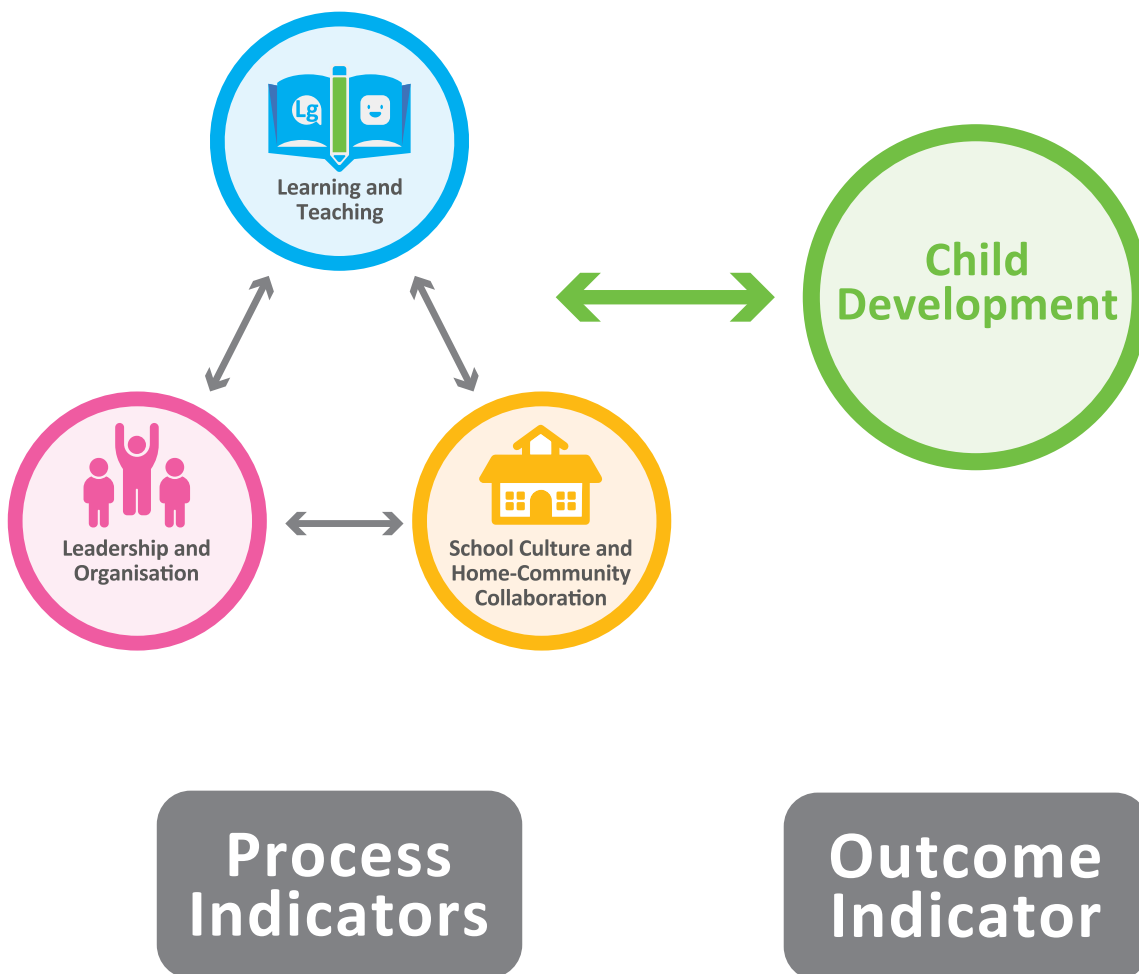 Lg
Learning and
Teaching
Child
Development
Leadership and
Organisation
School Culture and
Home-Community
Collaboration
Process
Indicators
Outcome
Indicator